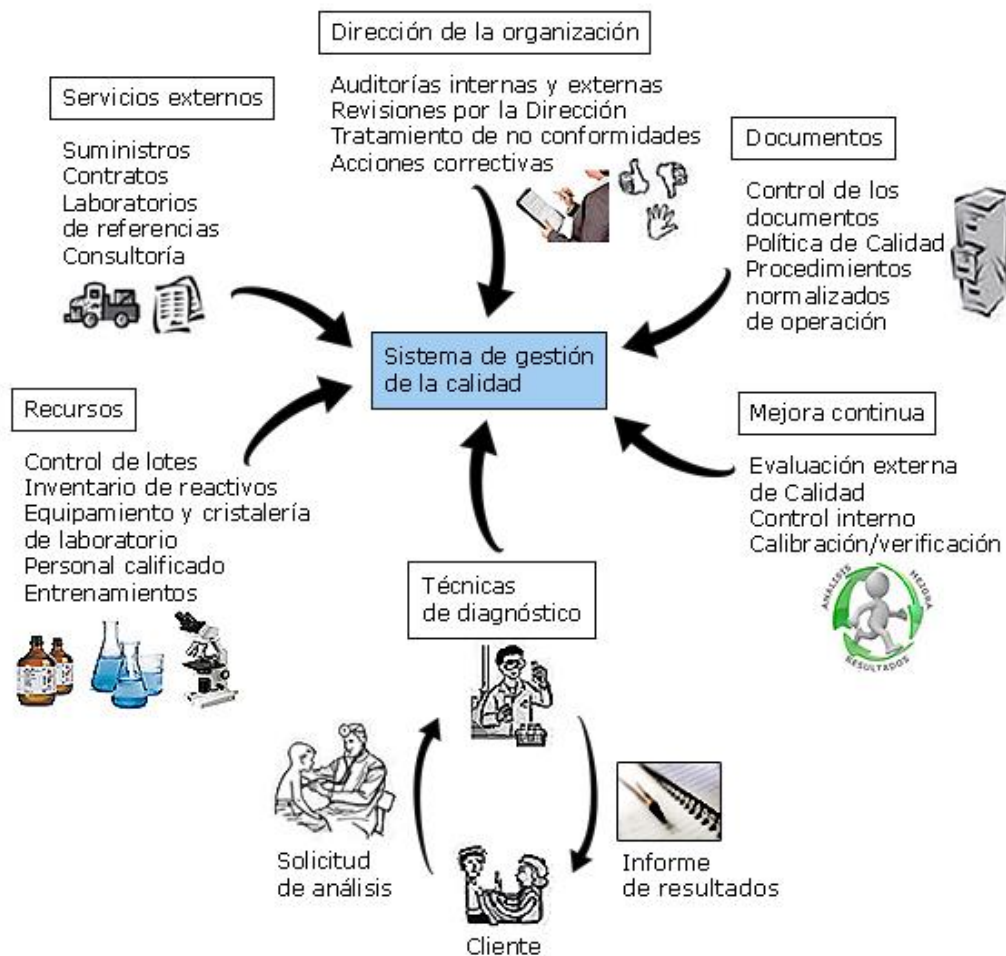 Dirección de la organización
Auditorías internas y externas
Revisiones por la Dirección
Tratamiento de no conformidades
Acciones correctivas
Servicios externos
Suministros
Contratos
Laboratorios
de referencias
Consultoría
Documentos
Control de los
documentos
Política de Calidad
Procedimientos
normalizados
de operación
Sistema de gestión
de la calidad
Recursos
Control de lotes
Inventario de reactivos
Equipamiento y cristalería
de laboratorio
Personal calificado
Entrenamientos
Mejora continua
Evaluación externa
de Calidad
Control interno
Calibración/verificación
ANÁLISIS
MEJORA
RESULTADOS
Técnicas
de diagnóstico
Solicitud
de análisis
Informe
de resultados
Cliente